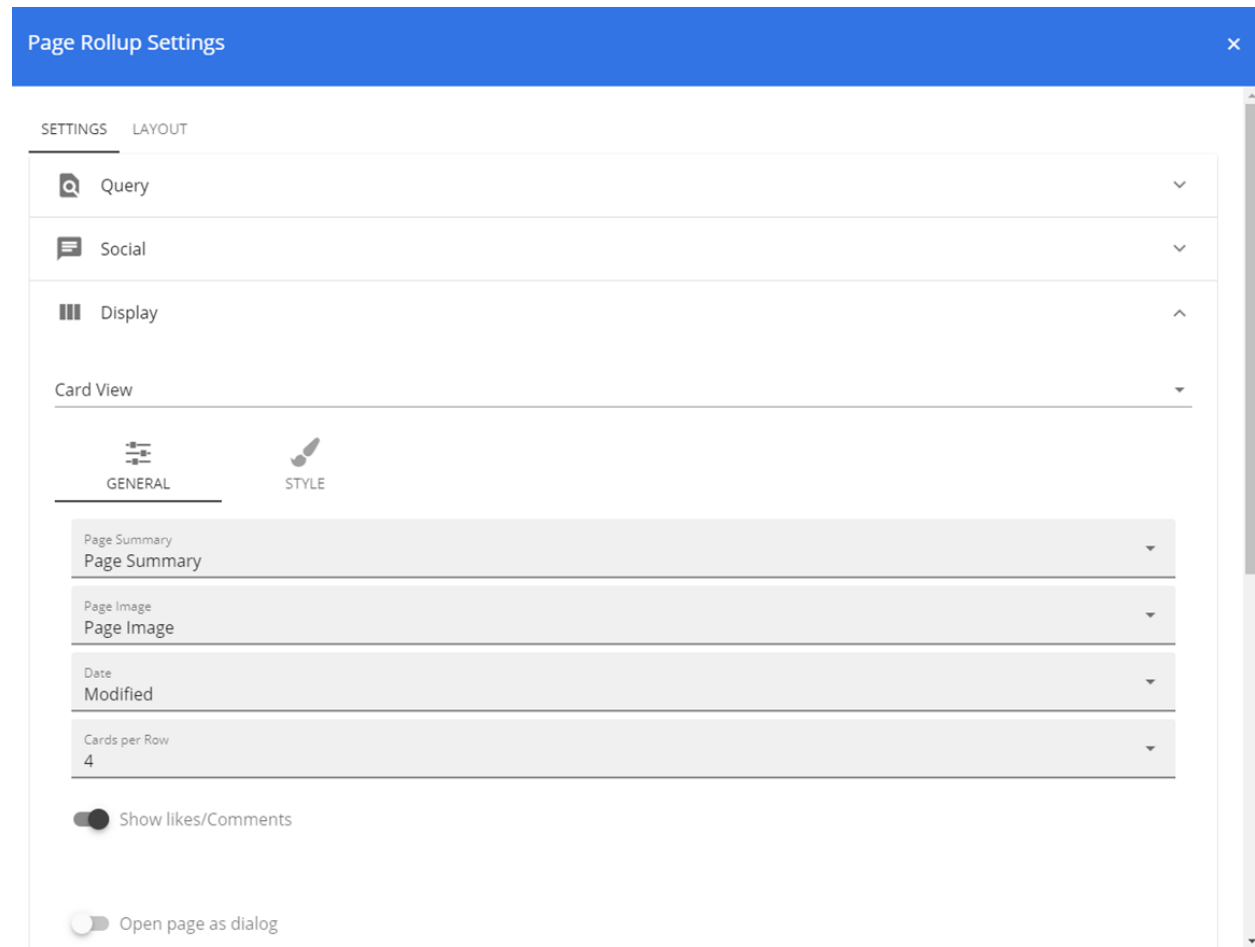 Page Rollup Settings
SETTINGS LAYOUT
Query
Social
Display
Card View
GENERAL STYLE
Page Summary
Page Summary
Page Image
Page Image
Date
Modified
Cards per Row
4
Show likes/Comments
Open page as dialog